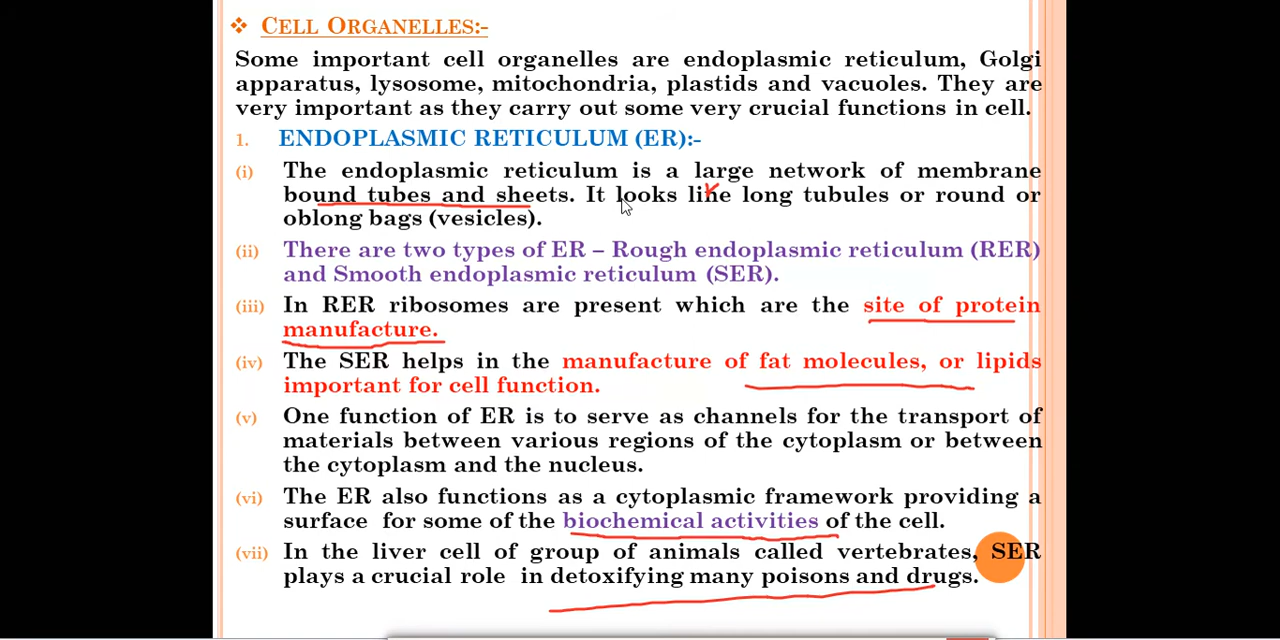 ❖ CELL ORGANELLES:-
Some important cell organelles are endoplasmic reticulum, Golgi
apparatus, lysosome, mitochondria, plastids and vacuoles. They are
very important as they carry out some very crucial functions in cell.
1. ENDOPLASMIC RETICULUM (ER):-
(i) The endoplasmic reticulum is a large network of membrane
bound tubes and sheets. It looks line long tubules or round or
oblong bags (vesicles).
(ii) There are two types of ER – Rough endoplasmic reticulum (RER)
and Smooth endoplasmic reticulum (SER).
(iii) In RER ribosomes are present which are the site of protein
manufacture.
(iv) The SER helps in the manufacture of fat molecules, or lipids
important for cell function.
(v) One function of ER is to serve as channels for the transport of
materials between various regions of the cytoplasm or between
the cytoplasm and the nucleus.
(vi) The ER also functions as a cytoplasmic framework providing a
surface for some of the biochemical activities of the cell.
(vii) In the liver cell of group of animals called vertebrates, SER
plays a crucial role in detoxifying many poisons and drugs.